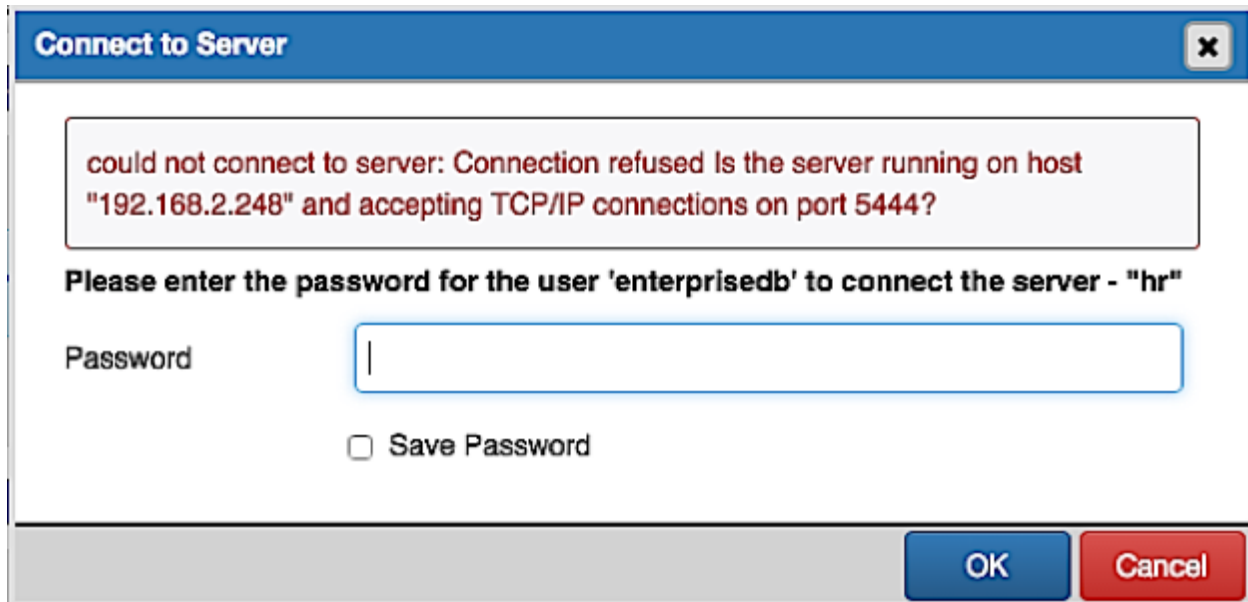 Connect to Server
could not connect to server: Connection refused Is the server running on host
"192.168.2.248" and accepting TCP/IP connections on port 5444?
Please enter the password for the user 'enterprisedb' to connect the server - "hr"
Password
Save Password
OK Cancel